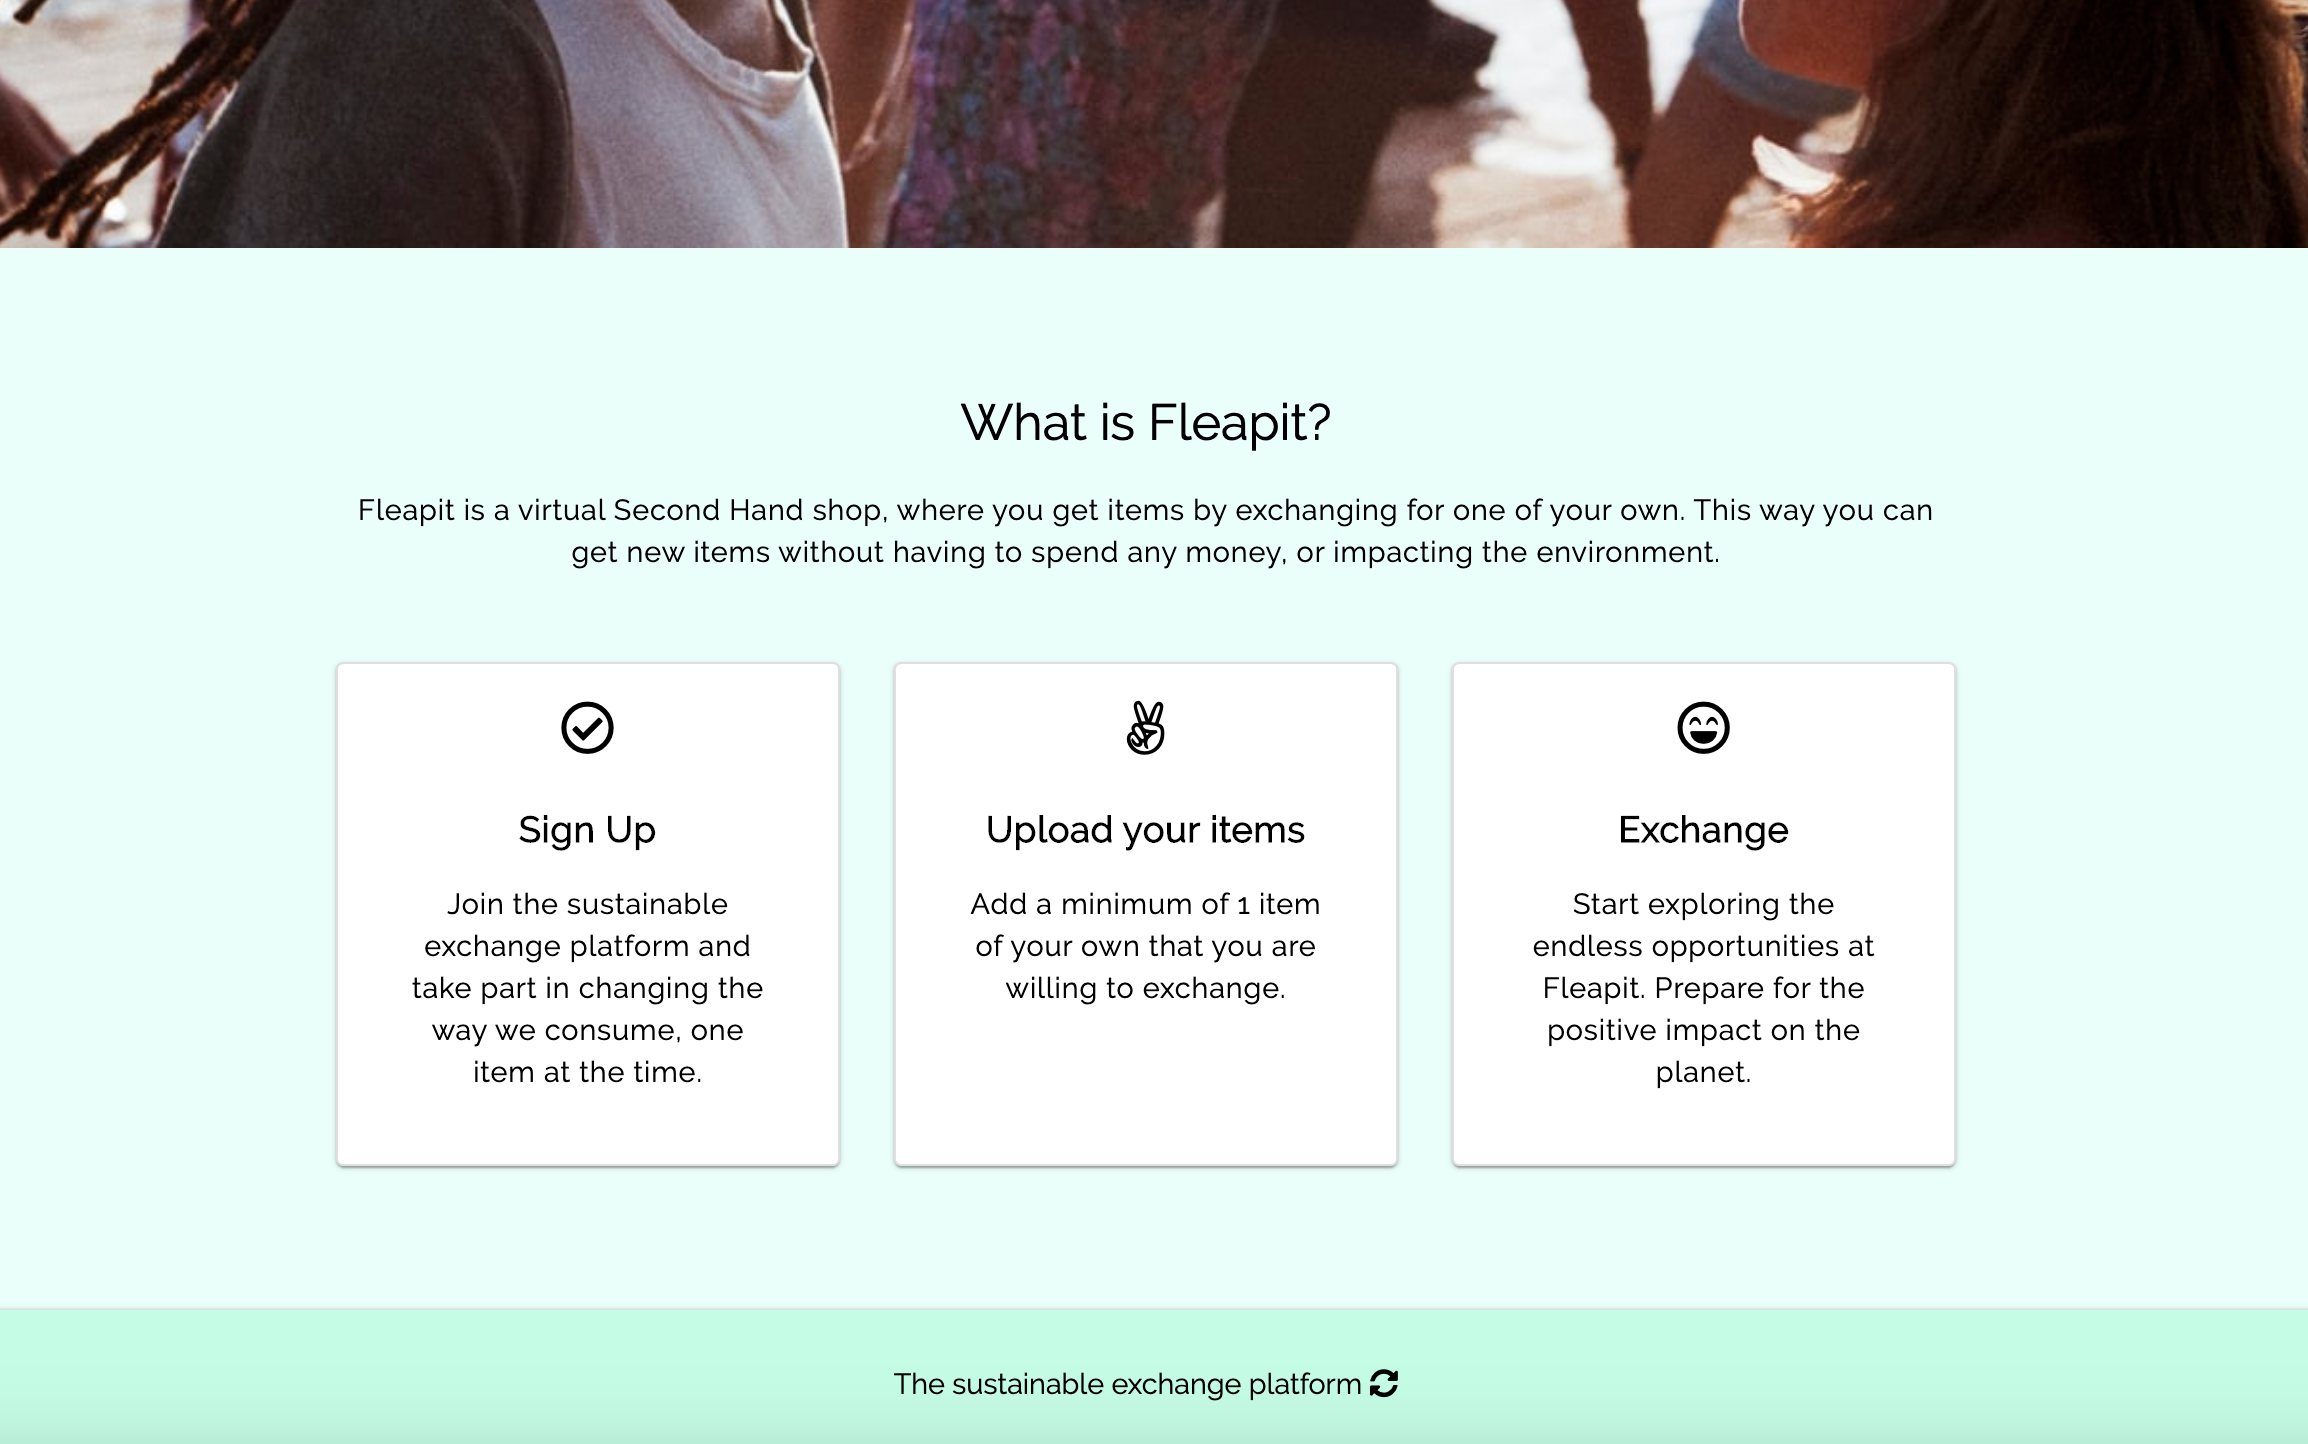 What is Fleapit?
Fleapit is a virtual Second Hand shop, where you get items by exchanging for one of your own. This way you can
get new items without having to spend any money, or impacting the environment.
Sign Up
Join the sustainable
exchange platform and
take part in changing the
way we consume, one
item at the time.
Upload your items
Add a minimum of 1 item
of your own that you are
willing to exchange.
Exchange
Start exploring the
endless opportunities at
Fleapit. Prepare for the
positive impact on the
planet.
The sustainable exchange platform